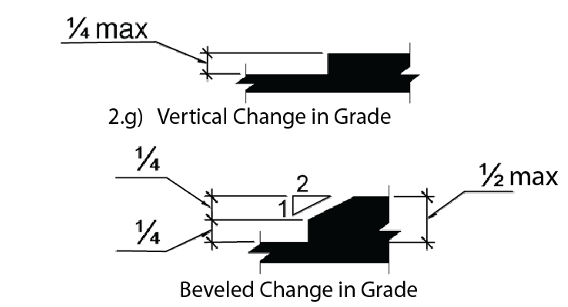 ¼ max
2.g) Vertical Change in Grade
¼
2
½ max
1
¼
Beveled Change in Grade